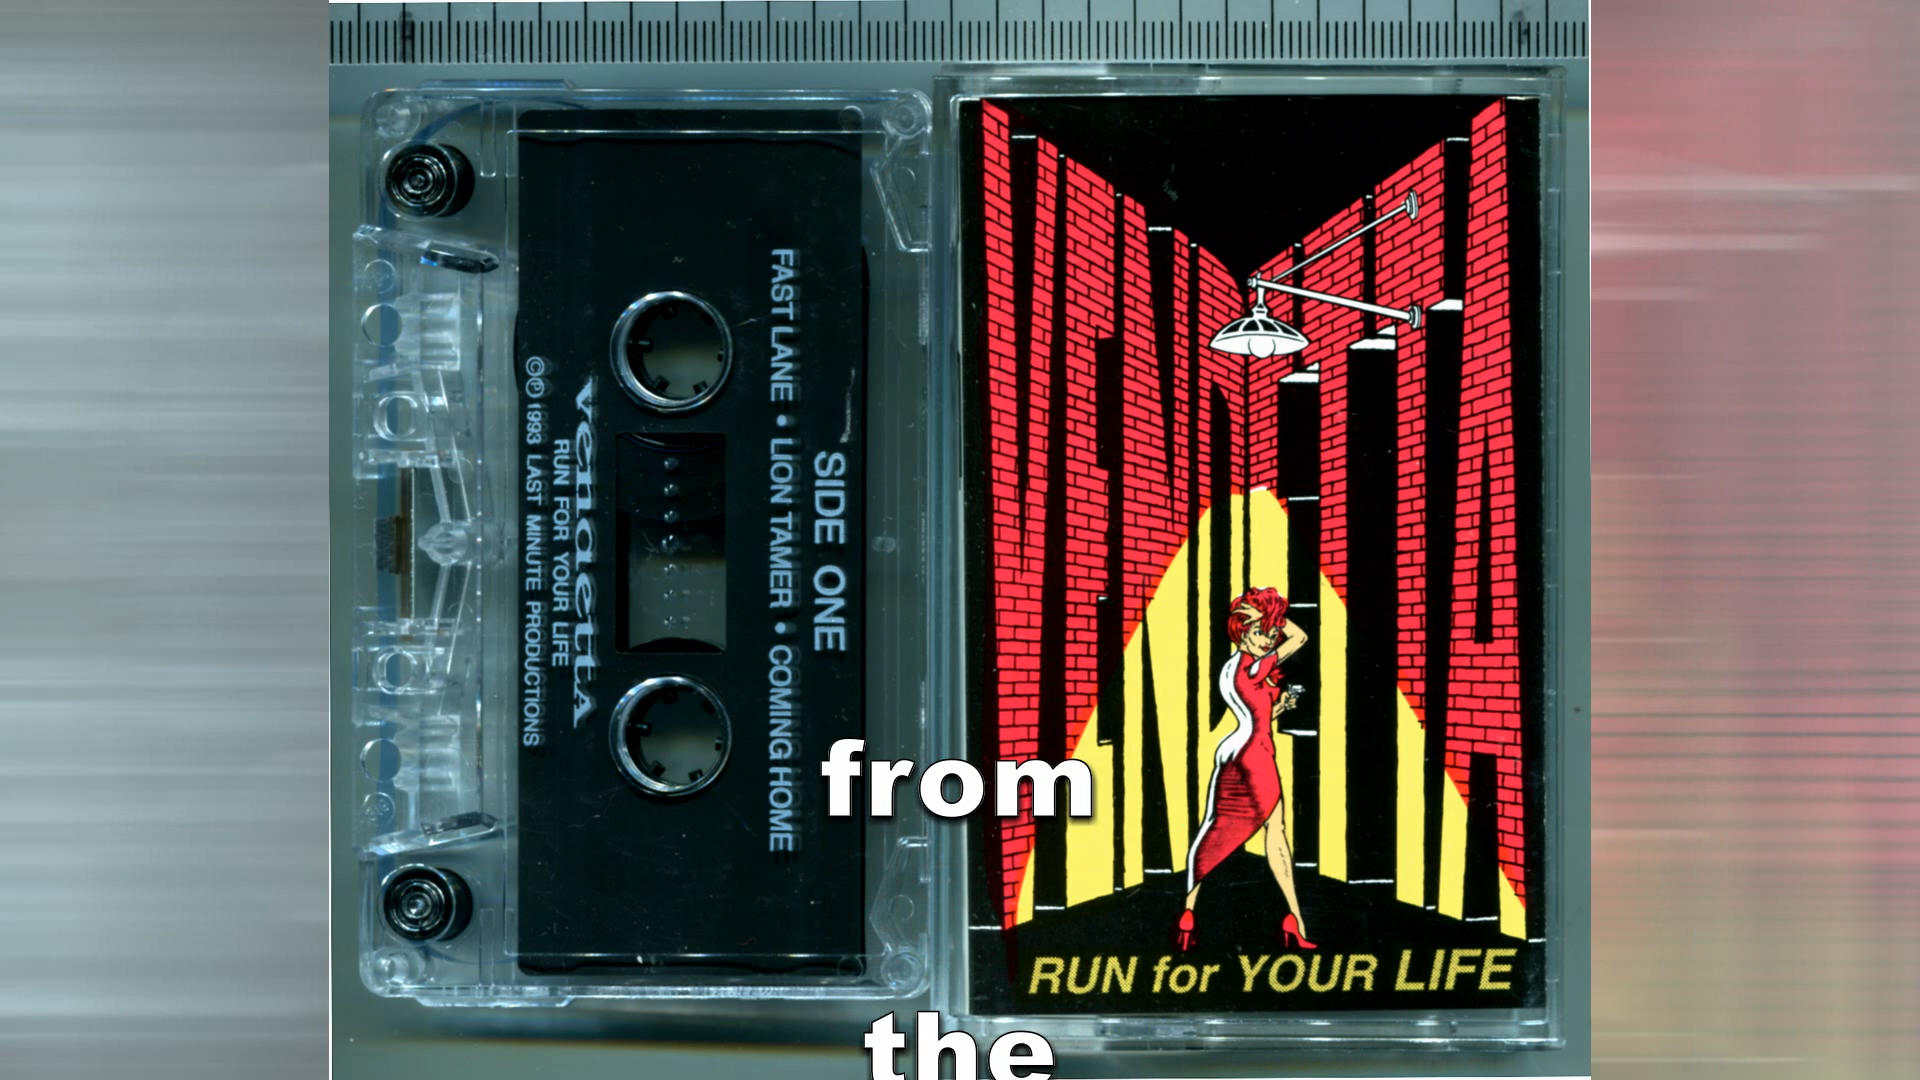 SIDE ONE
FAST LANE • LION TAMER • COMING HOME
VendettA
RUN FOR YOUR LIFE
©℗ 1993 LAST MINUTE PRODUCTIONS
VENDETTA
RUN for YOUR LIFE
from
the